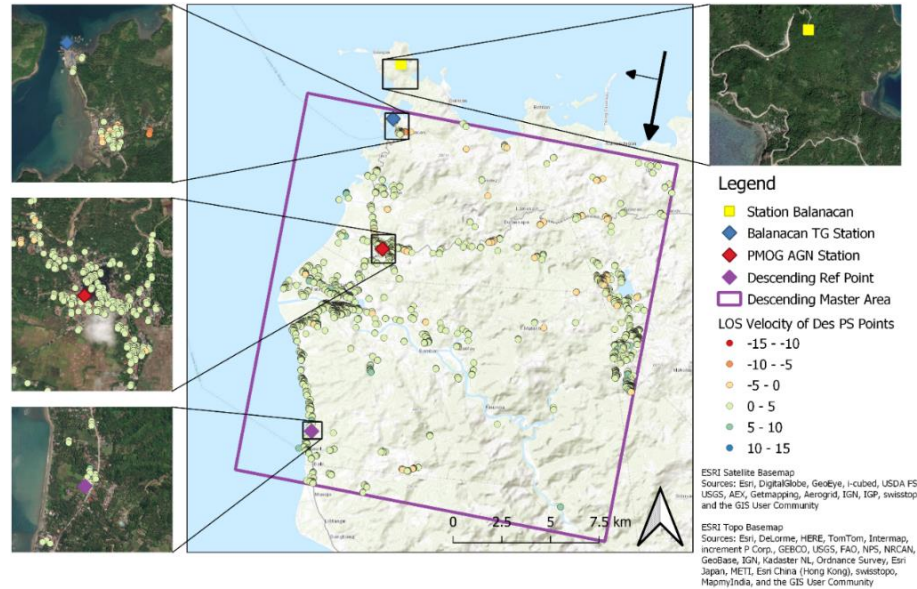 Legend
Station Balanacan
Balanacan TG Station
PMOG AGN Station
Descending Ref Point
Descending Master Area
LOS Velocity of Des PS Points
-15 - -10
-10 - -5
-5 - 0
0 - 5
5 - 10
10 - 15
0 5 7.5 km
ESRI Satellite Basemap
Sources: Esri, DigitalGlobe, GeoEye, i-cubed, USDA FS
USGS, AEX, Getmapping, Aerogrid, IGN, IGP, swisstop
and the GIS User Community
ESRI Topo Basemap
Sources: Esri, DeLorme, HERE, TomTom, Intermap,
increment P Corp., GEBCO, USGS, FAO, NPS, NRCAN,
GeoBase, IGN, Kadaster NL, Ordnance Survey, Esri
Japan, METI, Esri China (Hong Kong), swisstopo,
MapmyIndia, and the GIS User Community